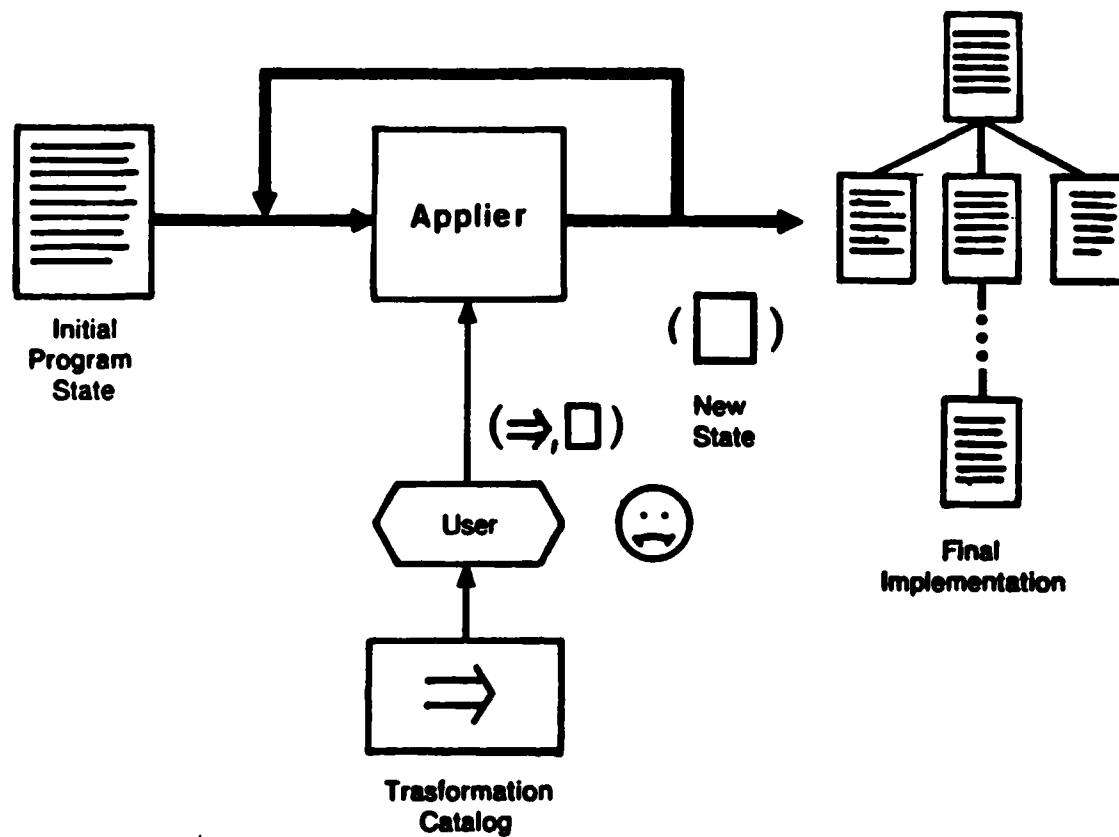 Applier
Initial
Program
State
( )
New
State
(⇒, )
User
Final
Implementation
⇒
Trasformation
Catalog